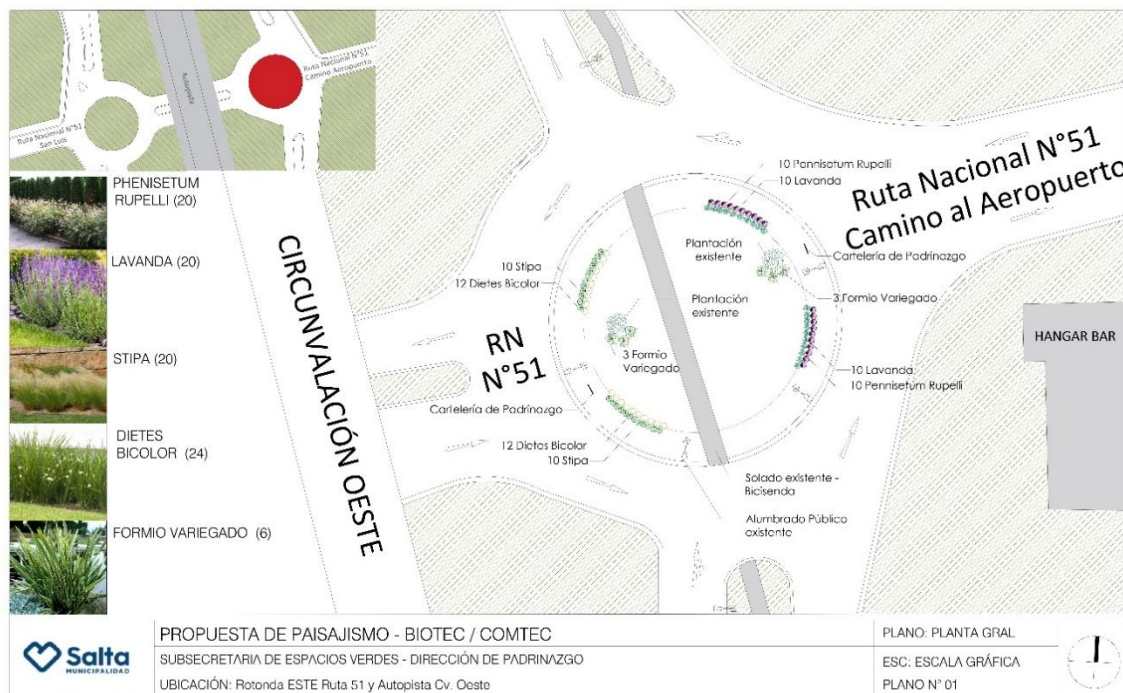 Ruta Nacional N°51
Camino Aeropuerto
Autopista
Ruta Nacional N°51
San Luis
PHENISETUM
RUPELLI (20)
LAVANDA (20)
STIPA (20)
DIETES
BICOLOR (24)
FORMIO VARIEGADO (6)
CIRCUNVALACIÓN OESTE
RN
N°51
Ruta Nacional N°51
Camino al Aeropuerto
10 Pennisetum Rupelli
10 Lavanda
Plantación
existente
Cartelería de Padrinazgo
10 Stipa
12 Dietes Bicolor
Plantación
existente
3 Formio Variegado
3 Formio
Variegado
HANGAR BAR
10 Lavanda
10 Pennisetum Rupelli
Cartelería de Padrinazgo
12 Dietos Bicolor
10 Stipa
Solado existente -
Bicisenda
Alumbrado Público
existente
Salta
MUNICIPALIDAD
PROPUESTA DE PAISAJISMO - BIOTEC / COMTEC
SUBSECRETARIA DE ESPACIOS VERDES - DIRECCIÓN DE PADRINAZGO
UBICACIÓN: Rotonda ESTE Ruta 51 y Autopista Cv. Oeste
PLANO: PLANTA GRAL
ESC: ESCALA GRÁFICA
PLANO N° 01